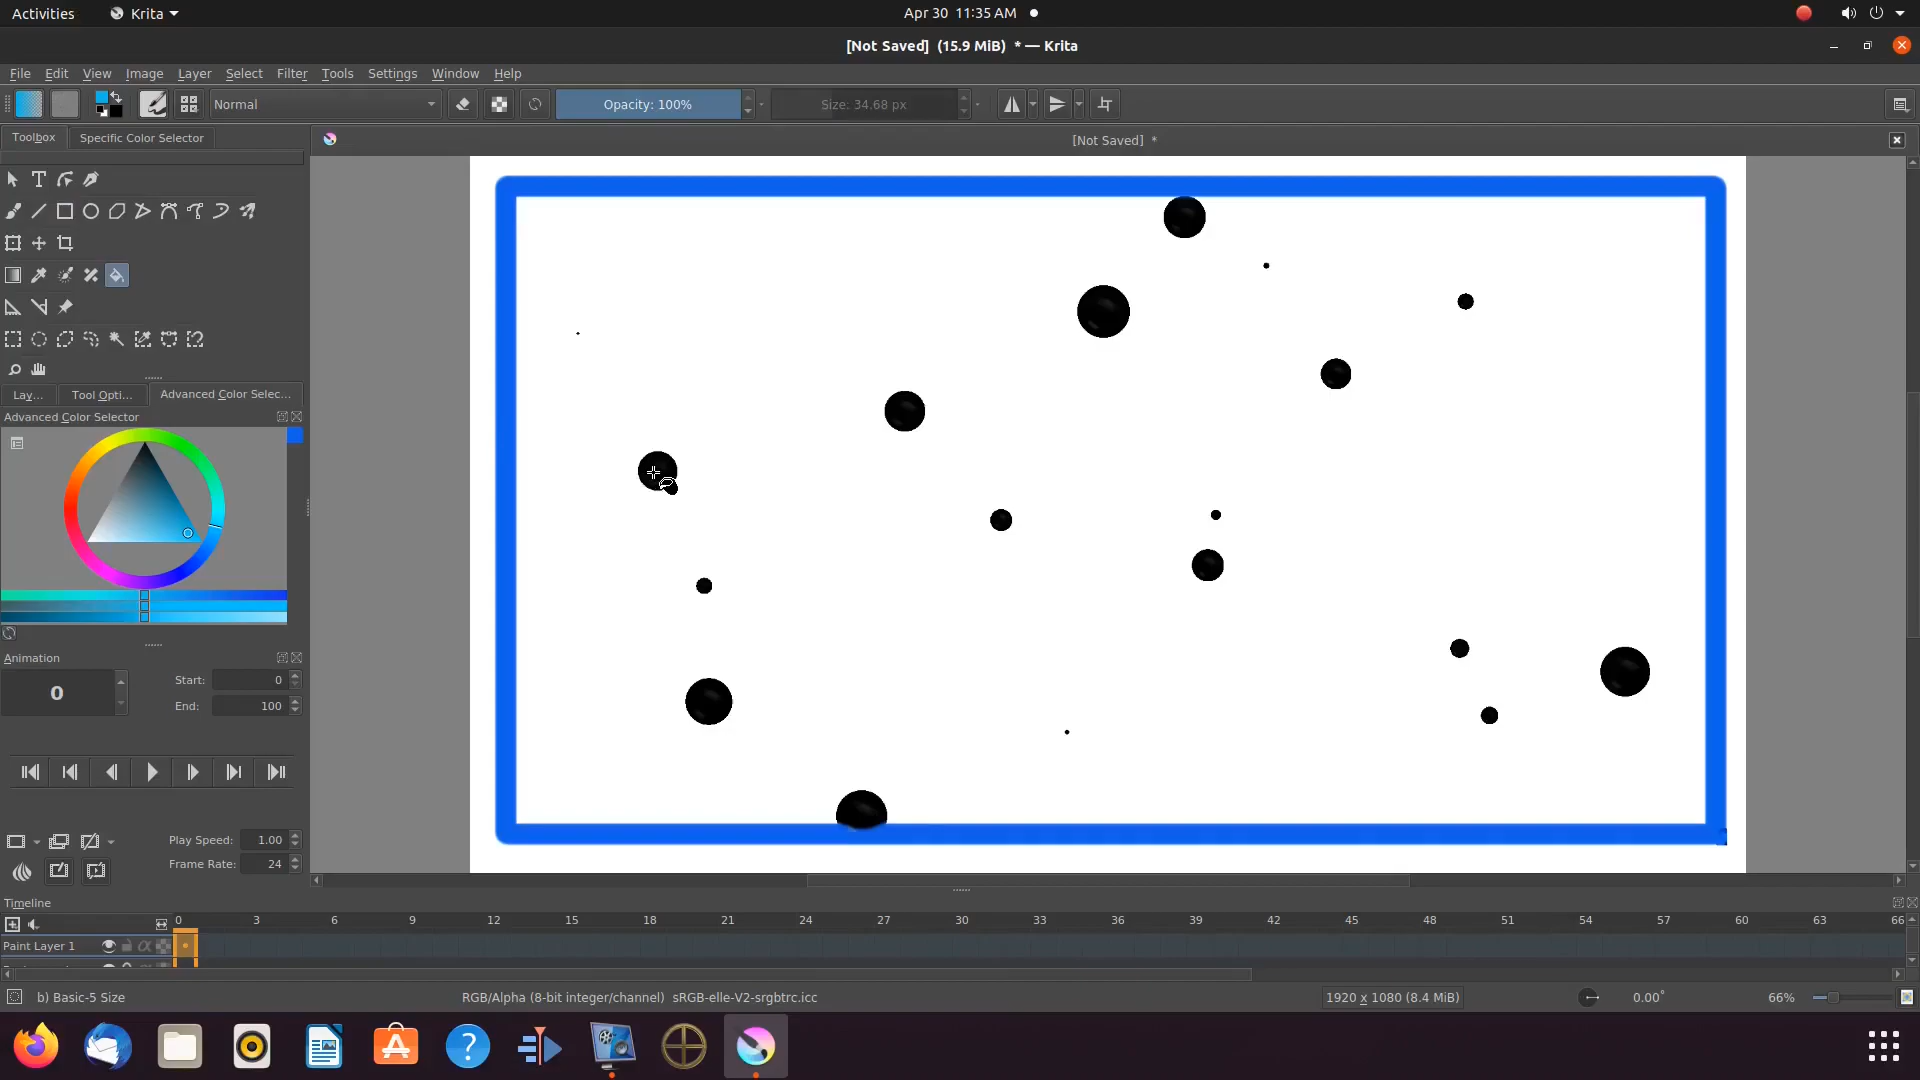 Activities
Krita
Apr 30 11:35 AM
[Not Saved] (15.9 MiB) * — Krita
File Edit View Image Layer Select Filter Tools Settings Window Help
Normal
Opacity: 100%
Size: 34.68 px
Toolbox
Specific Color Selector
[Not Saved] *
Lay...
Tool Opti...
Advanced Color Selec...
Advanced Color Selector
Animation
0
Start: 0
End: 100
Play Speed: 1.00
Frame Rate: 24
Timeline
0 3 6 9 12 15 18 21 24 27 30 33 36 39 42 45 48 51 54 57 60 63 66
Paint Layer 1
b) Basic-5 Size
RGB/Alpha (8-bit integer/channel) sRGB-elle-V2-srgbtrc.icc
1920 x 1080 (8.4 MiB)
0.00°
66%